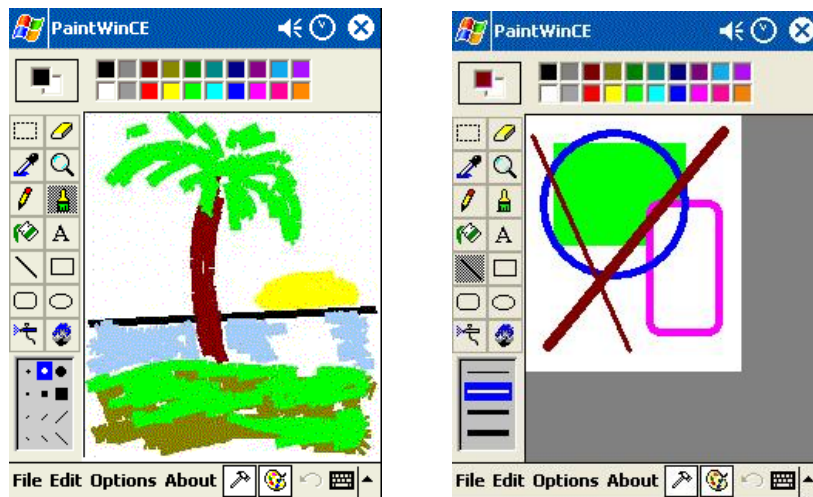 PaintWinCE
A
File Edit Options About
PaintWinCE
A
File Edit Options About